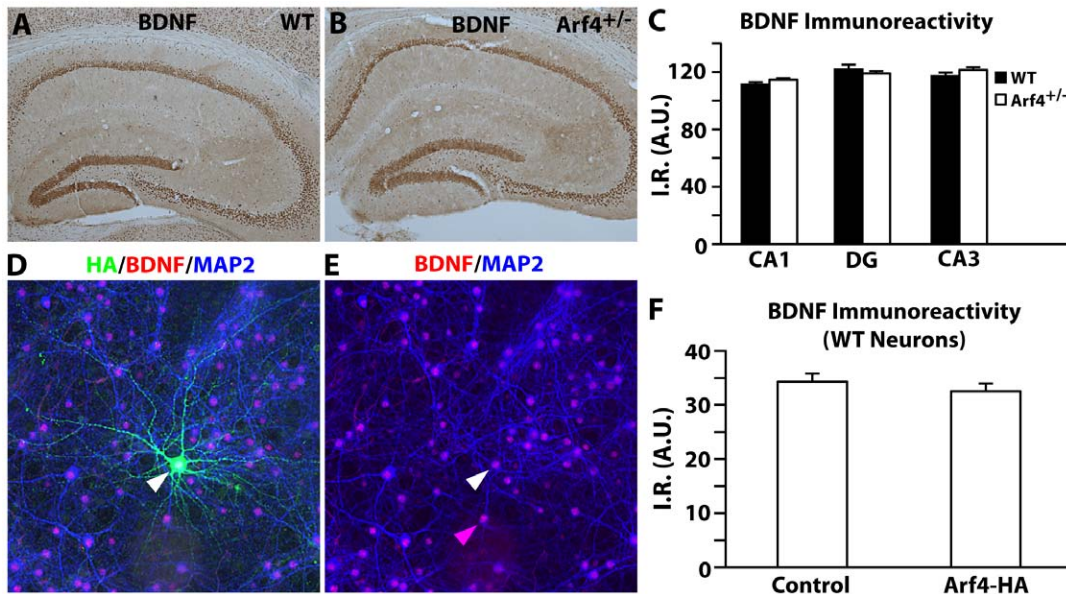 A BDNF WT
B BDNF Arf4+/-
C BDNF Immunoreactivity
I.R. (A.U.)
120
80
40
0
CA1 DG CA3
WT
Arf4+/-
D HA/BDNF/MAP2
E BDNF/MAP2
F BDNF Immunoreactivity
(WT Neurons)
I.R. (A.U.)
40
30
20
10
0
Control Arf4-HA